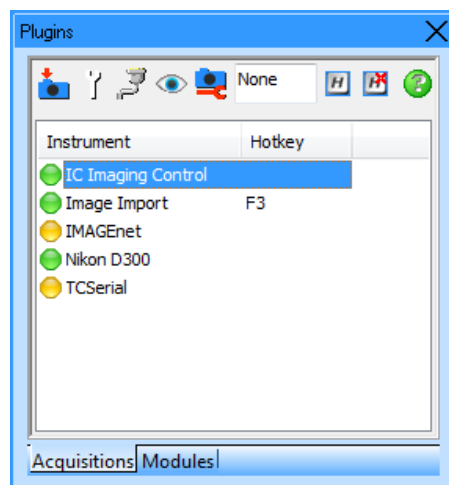 Plugins
None H H ?
Instrument Hotkey
IC Imaging Control
Image Import F3
IMAGEnet
Nikon D300
TCSerial
Acquisitions Modules